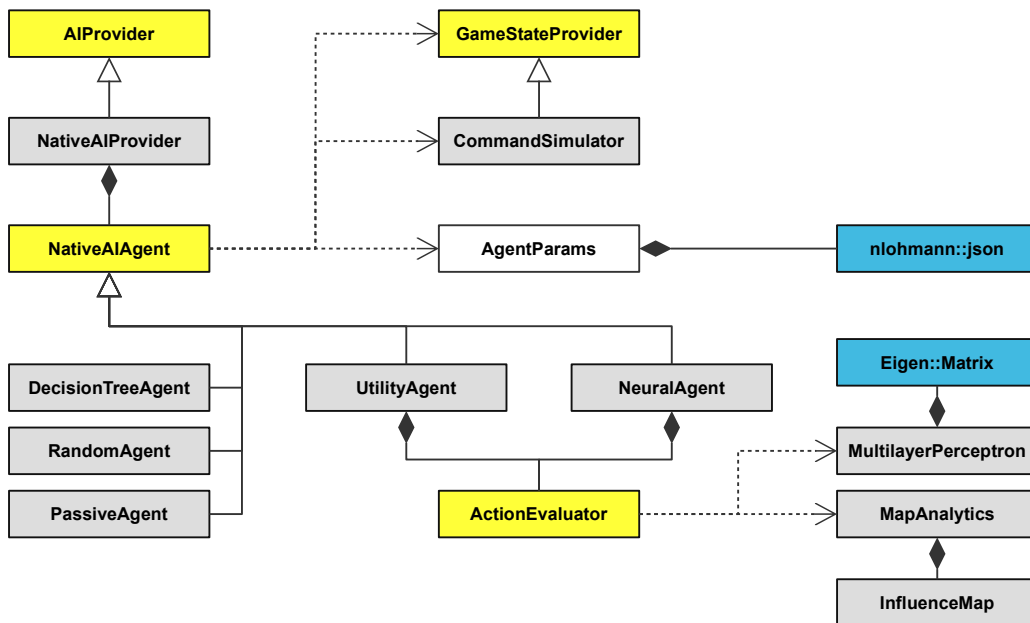 AIProvider
GameStateProvider
NativeAIProvider
CommandSimulator
NativeAIAgent
AgentParams
nlohmann::json
DecisionTreeAgent
UtilityAgent
NeuralAgent
Eigen::Matrix
RandomAgent
MultilayerPerceptron
PassiveAgent
ActionEvaluator
MapAnalytics
InfluenceMap